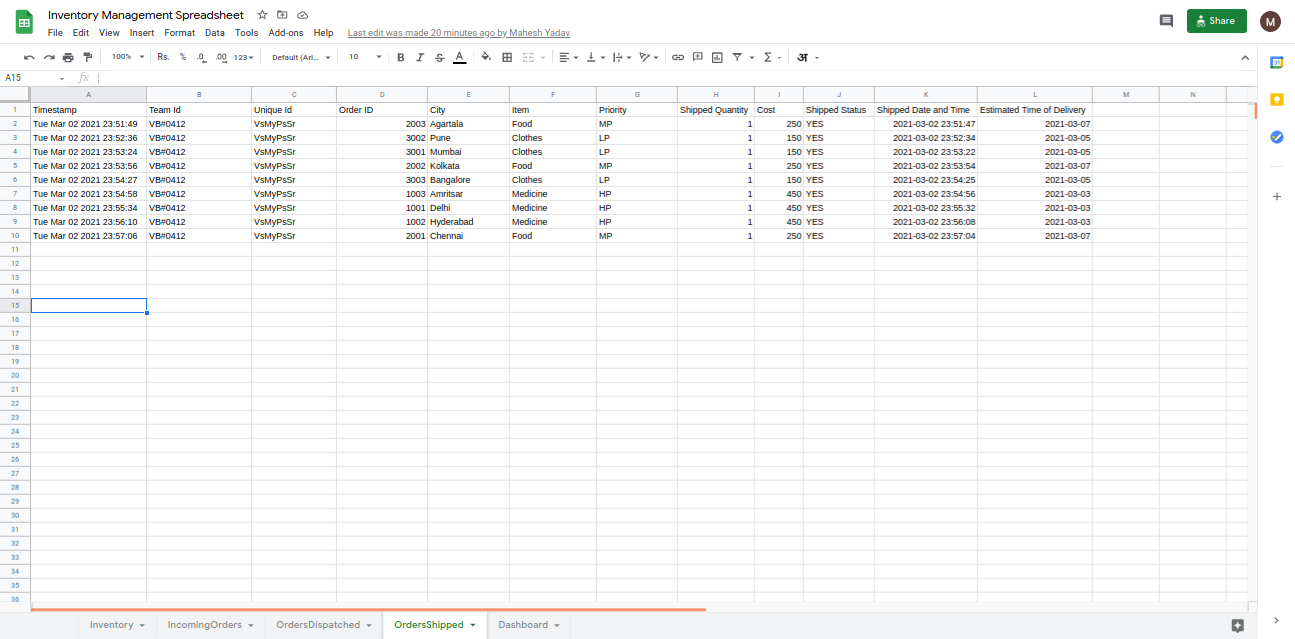 Inventory Management Spreadsheet
File Edit View Insert Format Data Tools Add-ons Help Last edit was made 20 minutes ago by Mahesh Yadav
Share
M
100% Rs. % .0 .00 123 Default (Ari... 10 B I S A Σ अ
31
A15 fx
A B C D E F G H I J K L M N
1 Timestamp Team Id Unique Id Order ID City Item Priority Shipped Quantity Cost Shipped Status Shipped Date and Time Estimated Time of Delivery
2 Tue Mar 02 2021 23:51:49 VB#0412 VsMyPsSr 2003 Agartala Food MP 1 250 YES 2021-03-02 23:51:47 2021-03-07
3 Tue Mar 02 2021 23:52:36 VB#0412 VsMyPsSr 3002 Pune Clothes LP 1 150 YES 2021-03-02 23:52:34 2021-03-05
4 Tue Mar 02 2021 23:53:24 VB#0412 VsMyPsSr 3001 Mumbai Clothes LP 1 150 YES 2021-03-02 23:53:22 2021-03-05
5 Tue Mar 02 2021 23:53:56 VB#0412 VsMyPsSr 2002 Kolkata Food MP 1 250 YES 2021-03-02 23:53:54 2021-03-07
6 Tue Mar 02 2021 23:54:27 VB#0412 VsMyPsSr 3003 Bangalore Clothes LP 1 150 YES 2021-03-02 23:54:25 2021-03-05
7 Tue Mar 02 2021 23:54:58 VB#0412 VsMyPsSr 1003 Amritsar Medicine HP 1 450 YES 2021-03-02 23:54:56 2021-03-03
8 Tue Mar 02 2021 23:55:34 VB#0412 VsMyPsSr 1001 Delhi Medicine HP 1 450 YES 2021-03-02 23:55:32 2021-03-03
9 Tue Mar 02 2021 23:56:10 VB#0412 VsMyPsSr 1002 Hyderabad Medicine HP 1 450 YES 2021-03-02 23:56:08 2021-03-03
10 Tue Mar 02 2021 23:57:06 VB#0412 VsMyPsSr 2001 Chennai Food MP 1 250 YES 2021-03-02 23:57:04 2021-03-07
11
12
13
14
15
16
17
18
19
20
21
22
23
24
25
26
27
28
29
30
31
32
33
34
35
36
Inventory IncomingOrders OrdersDispatched OrdersShipped Dashboard